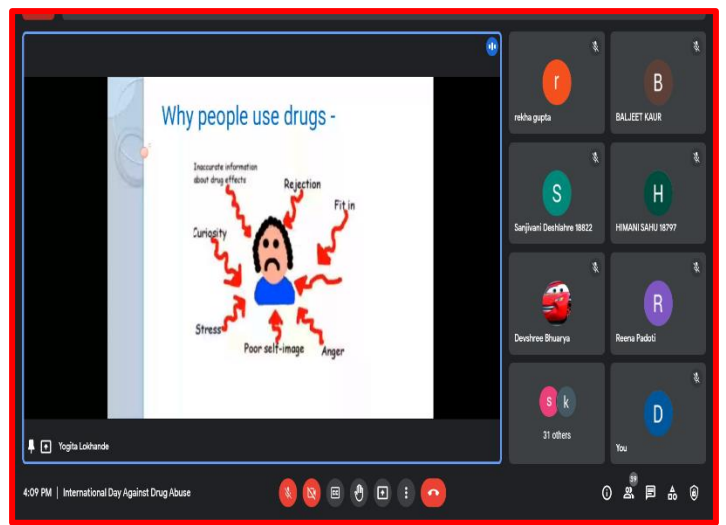 Why people use drugs -
Inaccurate information
about drug effects
Rejection
Fit in
Curiosity
Stress
Poor self-image
Anger
Yogita Lokhande
r
rekha gupta
B
BALJEET KAUR
S
Sanjivani Deshlahre 18822
H
HIMANI SAHU 18797
Devshree Bhuarya
R
Reena Padoti
s k
31 others
D
You
4:09 PM | International Day Against Drug Abuse
39